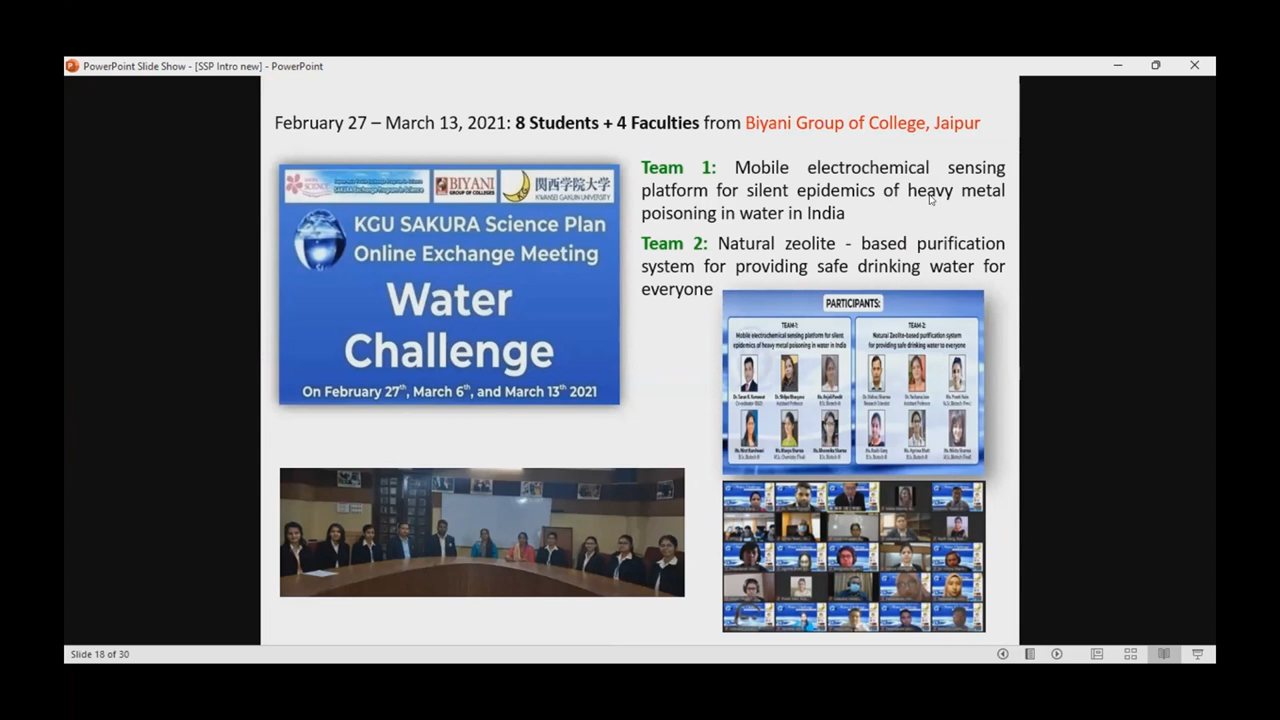 PowerPoint Slide Show - [SSP Intro new] - PowerPoint
February 27 – March 13, 2021: 8 Students + 4 Faculties from Biyani Group of College, Jaipur
SCIENCE
SAKURA Exchange Program in Science
BIYANI
GROUP OF COLLEGES
関西学院大学
KWANSEI GAKUIN UNIVERSITY
KGU SAKURA Science Plan
Online Exchange Meeting
Water
Challenge
On February 27th, March 6th, and March 13th 2021
Team 1: Mobile electrochemical sensing
platform for silent epidemics of heavy metal
poisoning in water in India
Team 2: Natural zeolite - based purification
system for providing safe drinking water for
everyone
PARTICIPANTS:
TEAM-1:
Mobile electrochemical sensing platform for silent
epidemics of heavy metal poisoning in water in India
TEAM-2:
Natural Zeolite-based purification system
for providing safe drinking water to everyone
Slide 18 of 30